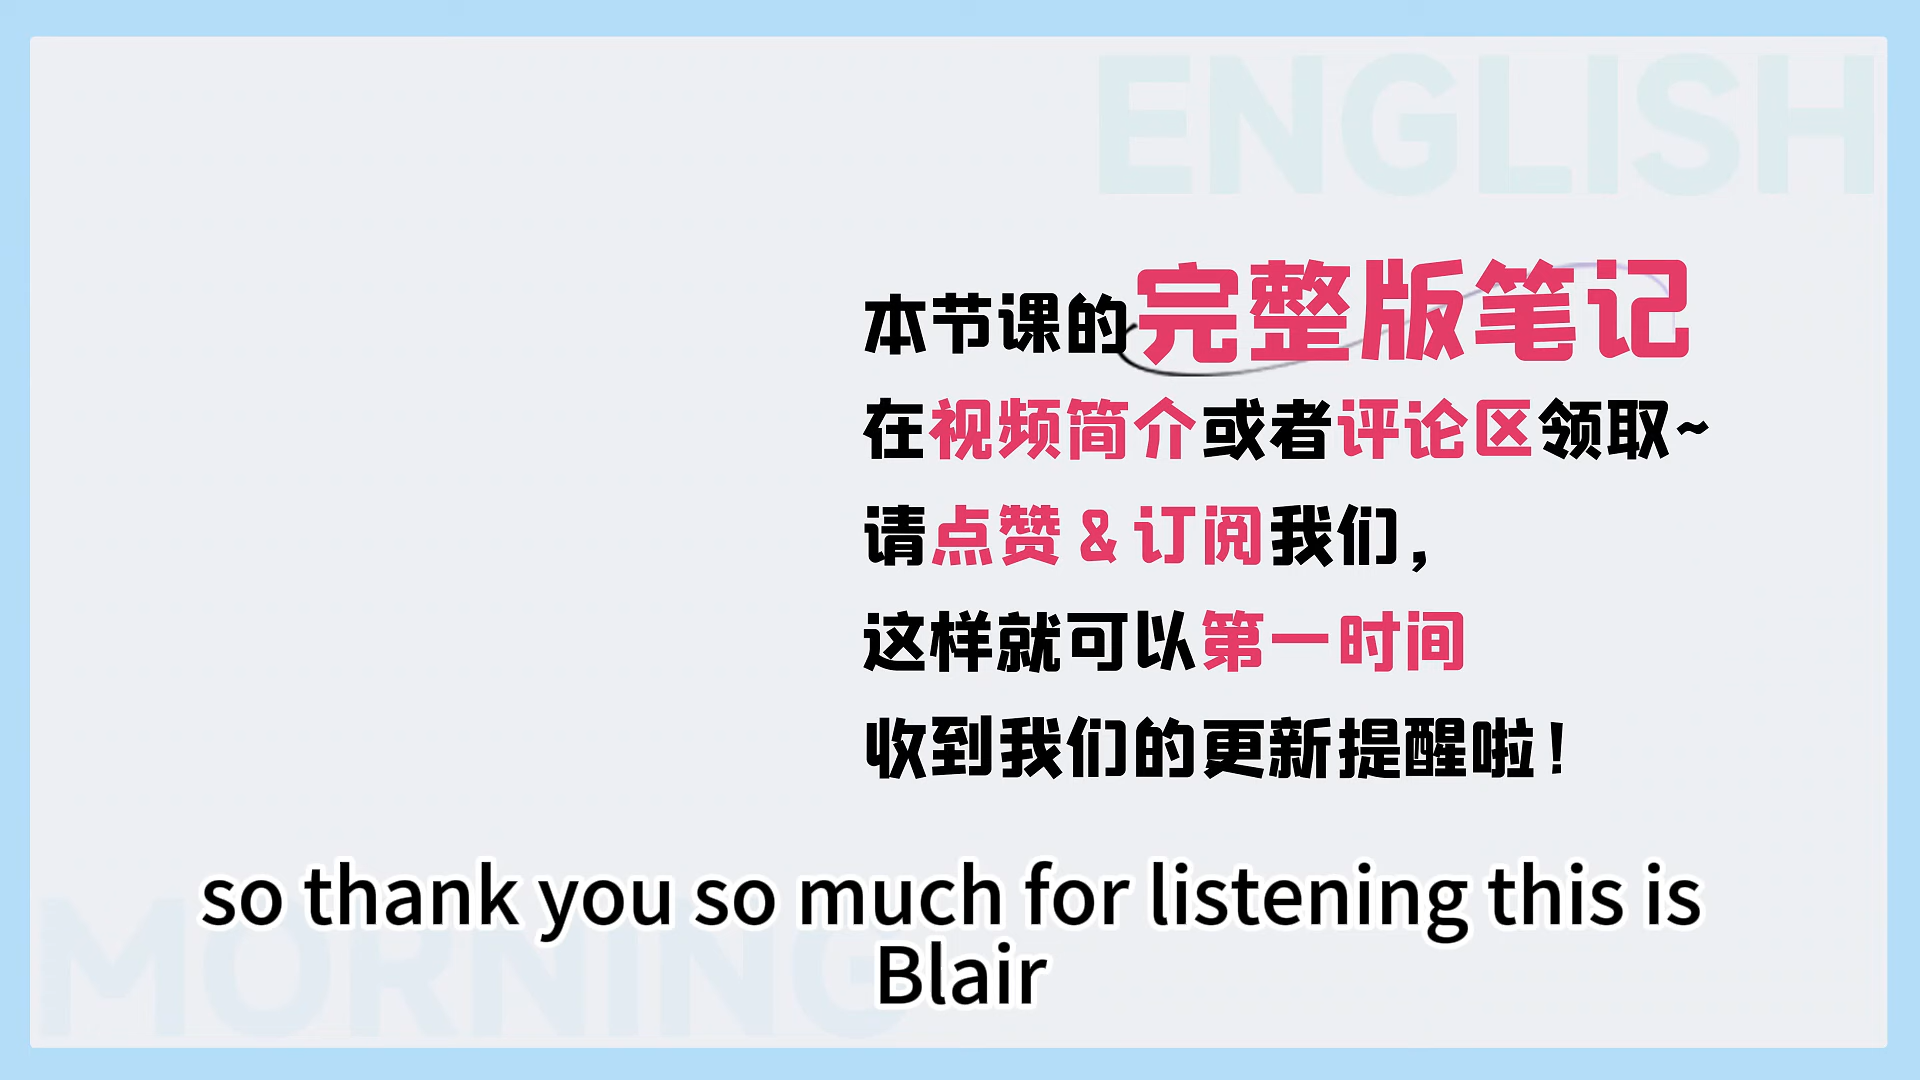 ENGLISH
本节课的完整版笔记
在视频简介或者评论区领取~
请点赞&订阅我们，
这样就可以第一时间
收到我们的更新提醒啦！
so thank you so much for listening this is
Blair
MORNING